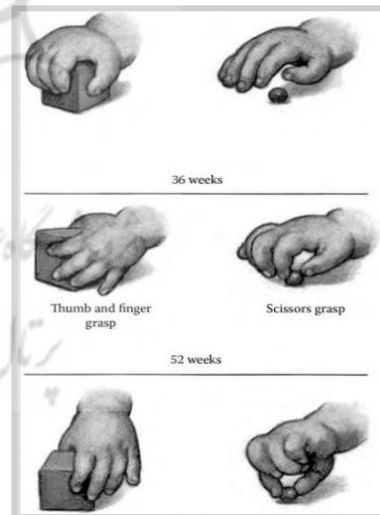 36 weeks
Thumb and finger
grasp
Scissors grasp
52 weeks